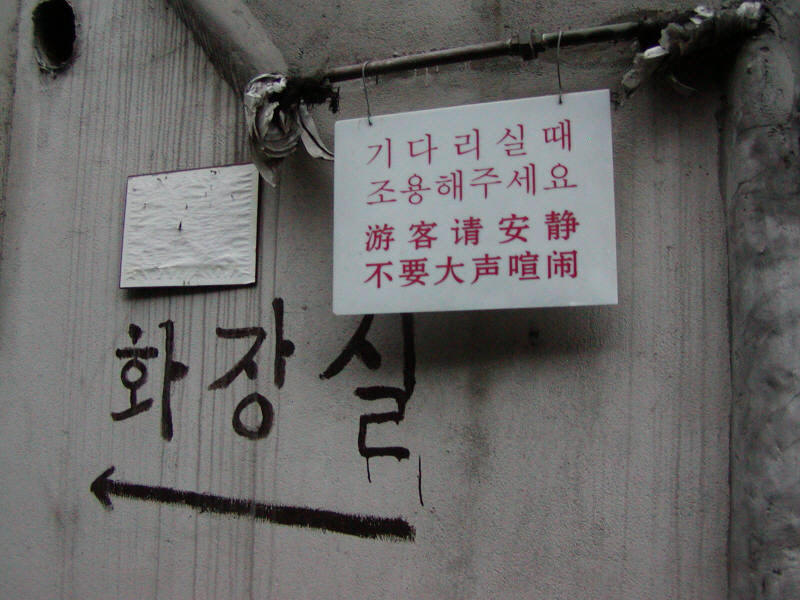 기다리실때
조용해주세요
游客请安静
不要大声喧闹
화장실